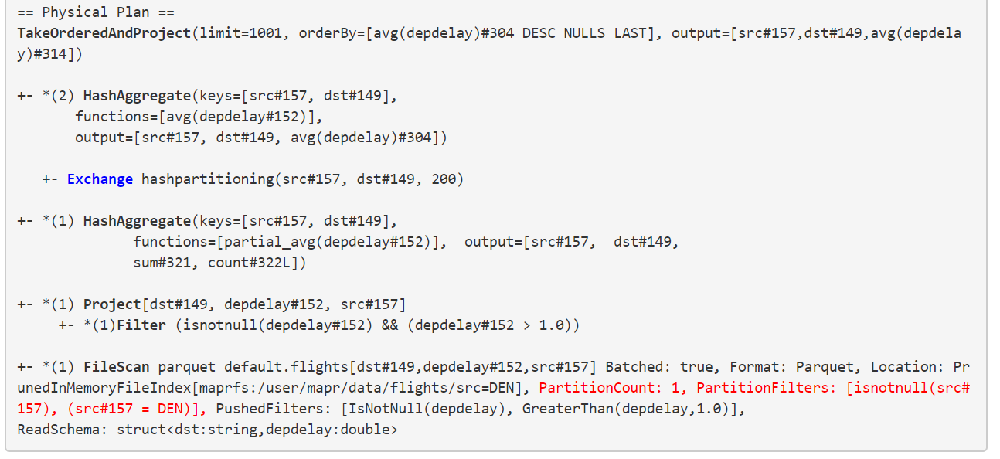 == Physical Plan ==
TakeOrderedAndProject(limit=1001, orderBy=[avg(depdelay)#304 DESC NULLS LAST], output=[src#157,dst#149,avg(depdela
y)#314])
+- *(2) HashAggregate(keys=[src#157, dst#149],
functions=[avg(depdelay#152)],
output=[src#157, dst#149, avg(depdelay)#304])
+- Exchange hashpartitioning(src#157, dst#149, 200)
+- *(1) HashAggregate(keys=[src#157, dst#149],
functions=[partial_avg(depdelay#152)], output=[src#157, dst#149,
sum#321, count#322L])
+- *(1) Project[dst#149, depdelay#152, src#157]
+- *(1)Filter (isnotnull(depdelay#152) && (depdelay#152 > 1.0))
+- *(1) FileScan parquet default.flights[dst#149,depdelay#152,src#157] Batched: true, Format: Parquet, Location: Pr
unedInMemoryFileIndex[maprfs:/user/mapr/data/flights/src=DEN], PartitionCount: 1, PartitionFilters: [isnotnull(src#
157), (src#157 = DEN)], PushedFilters: [IsNotNull(depdelay), GreaterThan(depdelay,1.0)],
ReadSchema: struct<dst:string,depdelay:double>